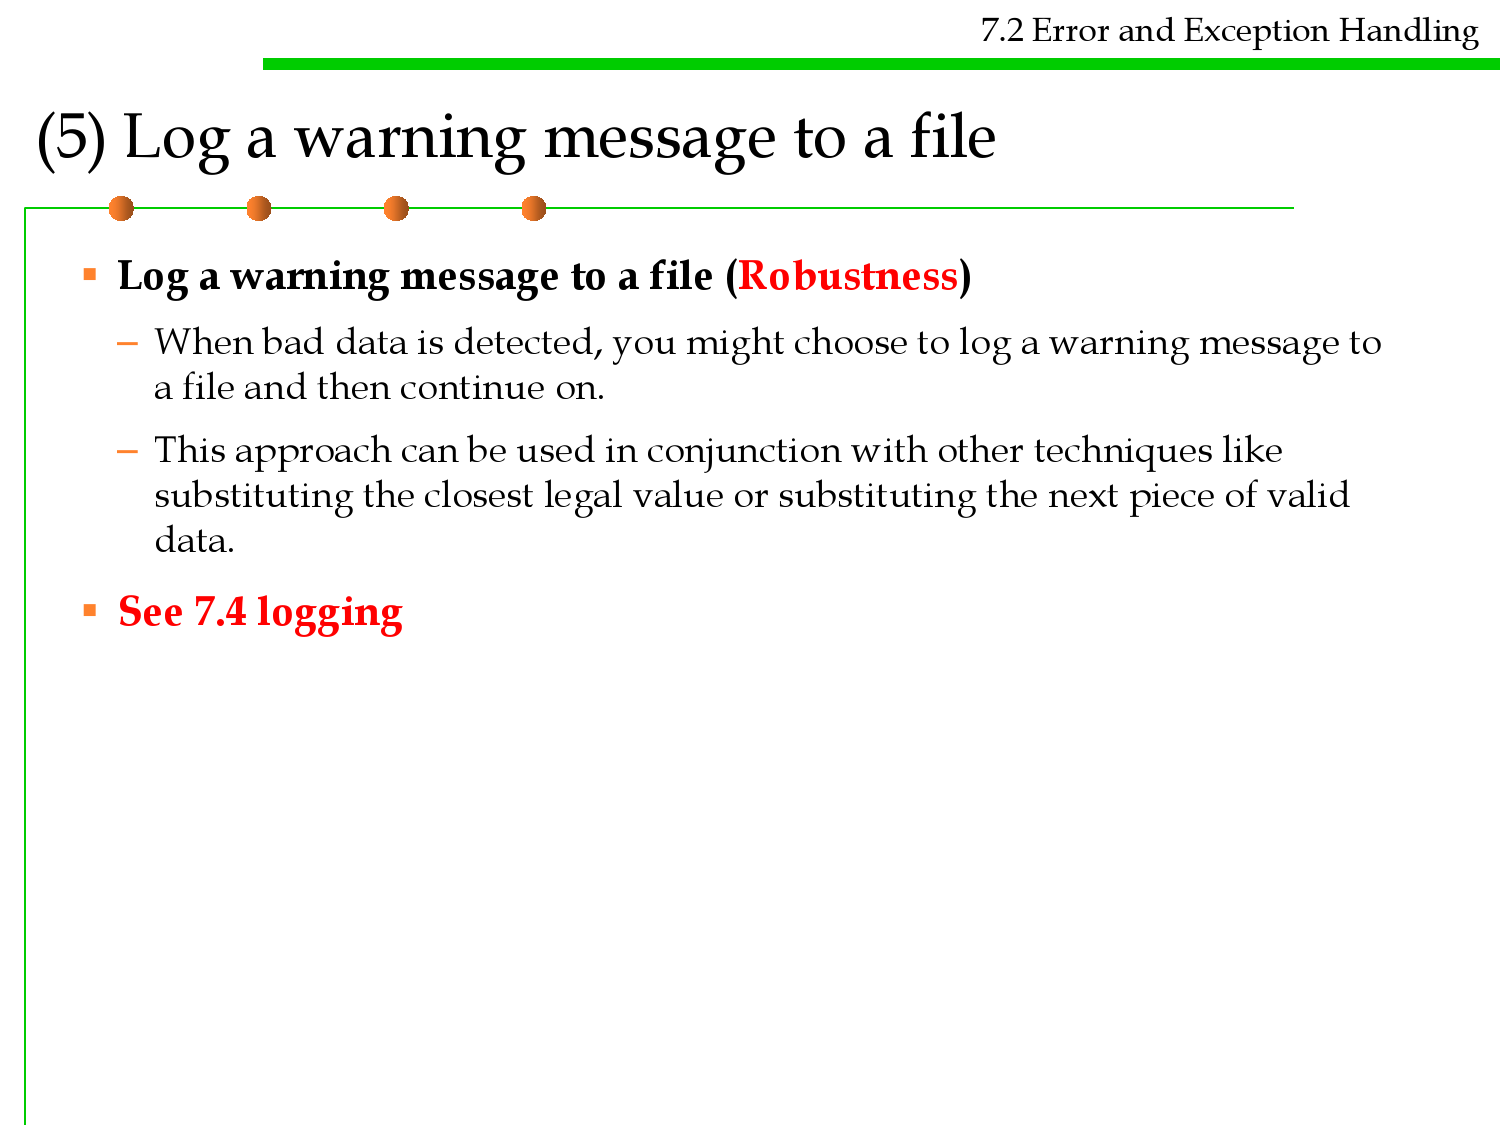 7.2 Error and Exception Handling
(5) Log a warning message to a file
▪ Log a warning message to a file (Robustness)
– When bad data is detected, you might choose to log a warning message to
a file and then continue on.
– This approach can be used in conjunction with other techniques like
substituting the closest legal value or substituting the next piece of valid
data.
▪ See 7.4 logging